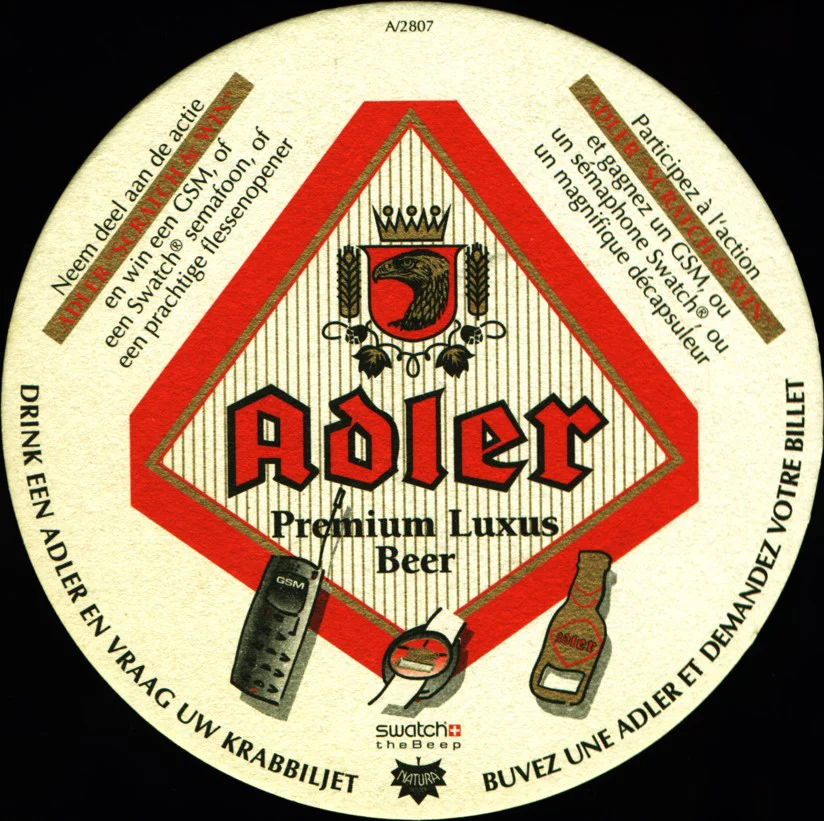 A/2807
Neem deel aan de actie
ADLER "SCRATCH & WIN"
en win een GSM, of
een Swatch® semafoon, of
een prachtige flessenopener
Participez à l'action
ADLER "SCRATCH & WIN"
et gagnez un GSM, ou
un sémaphone Swatch® ou
un magnifique décapsuleur
Adler
Premium Luxus
Beer
GSM
adler
swatch
theBeep
NATURA
DRINK EEN ADLER EN VRAAG UW KRABBILJET
BUVEZ UNE ADLER ET DEMANDEZ VOTRE BILLET